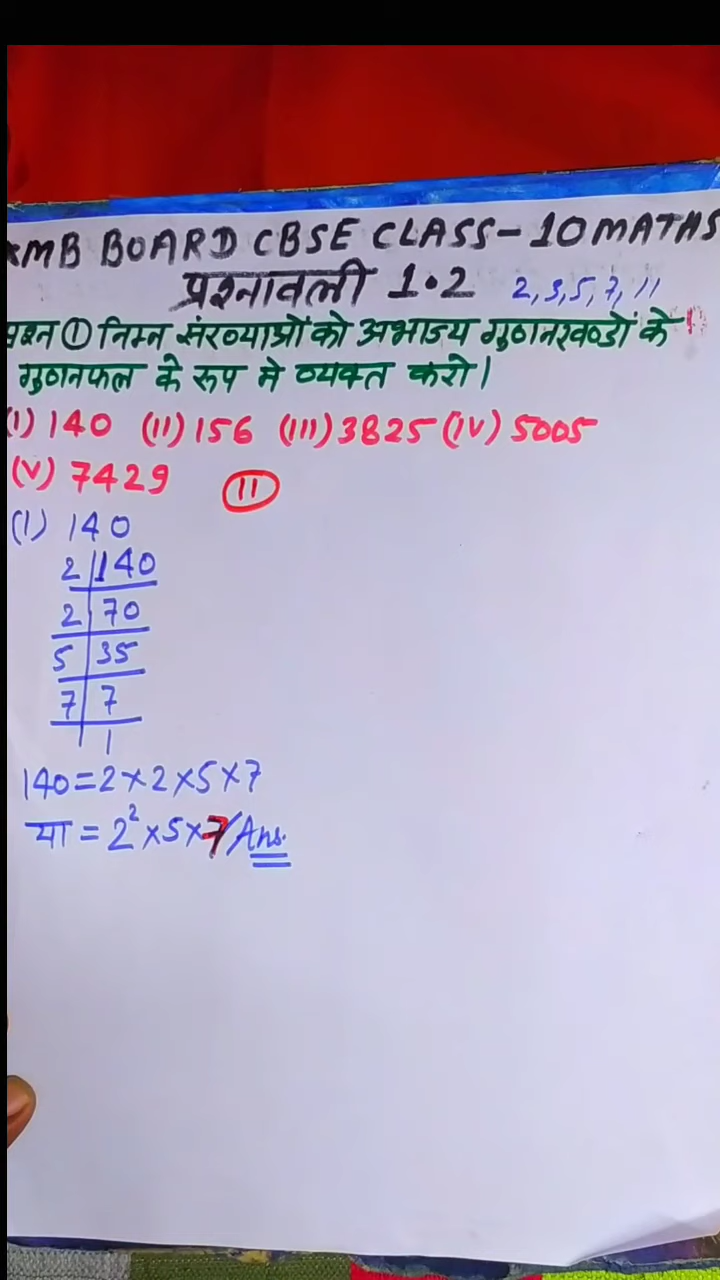 MB BOARD CBSE CLASS-10 MATHS
प्रश्नावली 1.2 2,3,5,7,11
प्रश्न ① निम्न संख्याओं को अभाज्य गुणनखण्डों के
गुणनफल के रूप मे व्यक्त करो।
(I) 140 (II) 156 (III) 3825 (IV) 5005
(V) 7429 11
(I) 140
2 | 140
2 | 70
5 | 35
7 | 7
1
140 = 2 × 2 × 5 × 7
या = 2² × 5 × 7 / Ans.